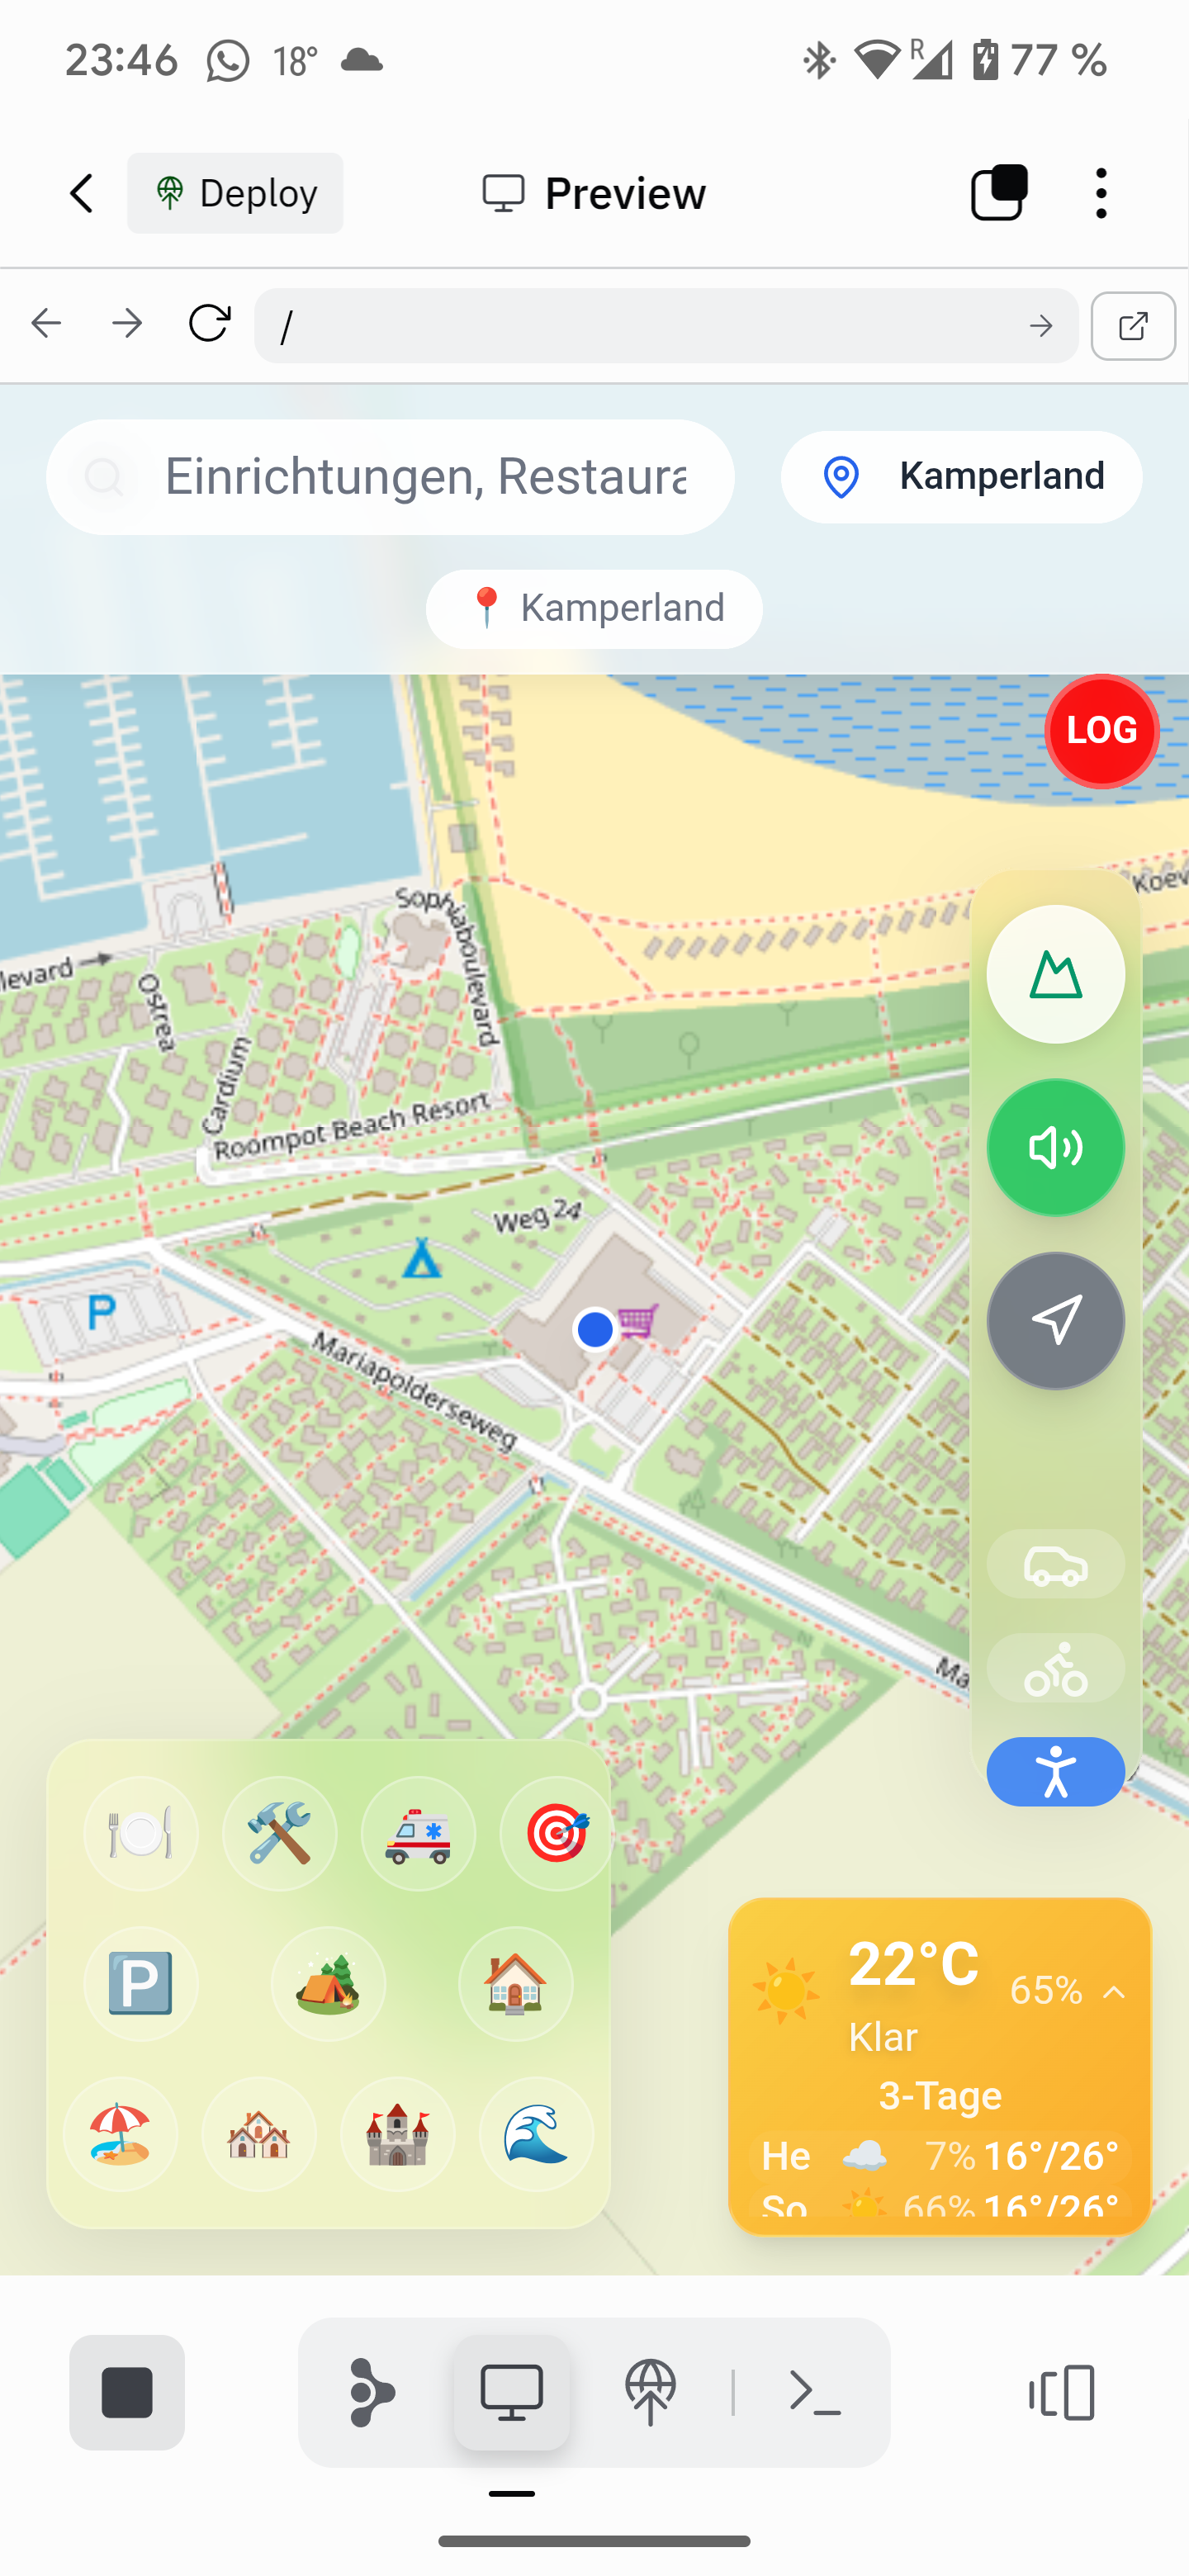 23:46 18° R 77 %
Deploy Preview
/
Einrichtungen, Restaura
Kamperland
📍 Kamperland
LOG
Koev
Sophiaboulevard
levard →
Ostrea
Cardium
Roompot Beach Resort
Weg 24
P
Mariapolderseweg
Ma
P
22°C
65%
Klar
3-Tage
He 7% 16°/26°
So 66% 16°/26°